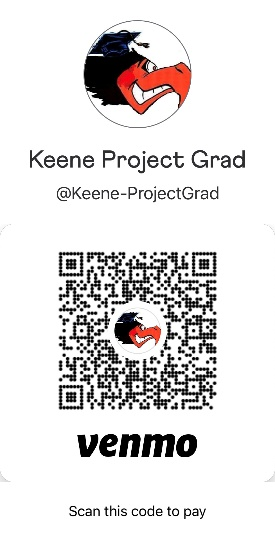 Keene Project Grad
@Keene-ProjectGrad
venmo
Scan this code to pay